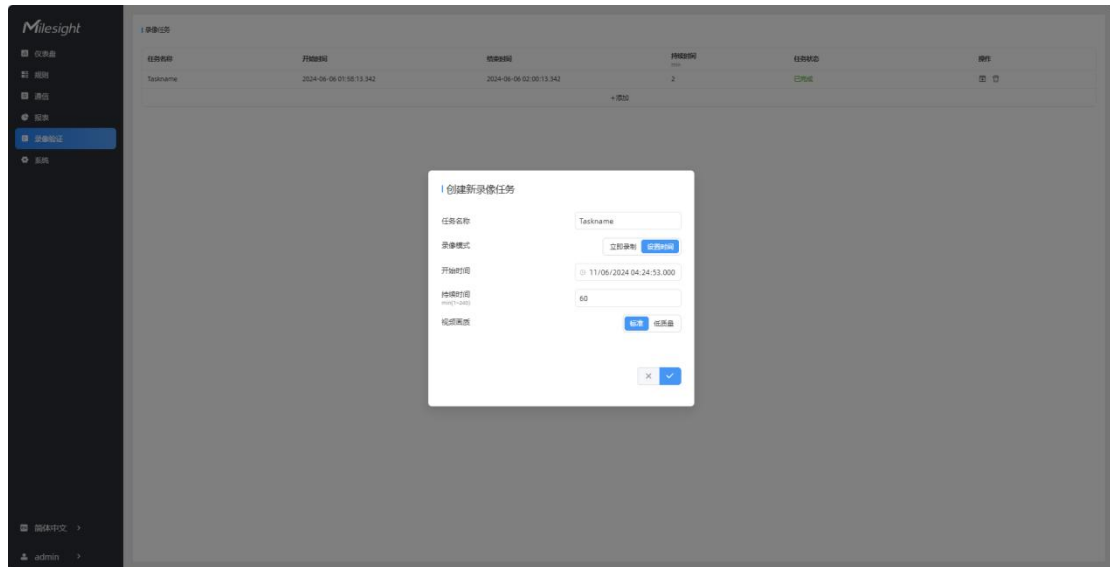 Milesight
仪表盘
规则
通信
报表
录像验证
系统
简体中文 >
admin >
录像任务
任务名称 开始时间 结束时间 持续时间 任务状态 操作
min
Taskname 2024-06-06 01:58:13.342 2024-06-06 02:00:13.342 2 已完成
+添加
创建新录像任务
任务名称 Taskname
录像模式 立即录制 设置时间
开始时间 11/06/2024 04:24:53.000
持续时间 60
min(1~240)
视频画质 标准 低质量